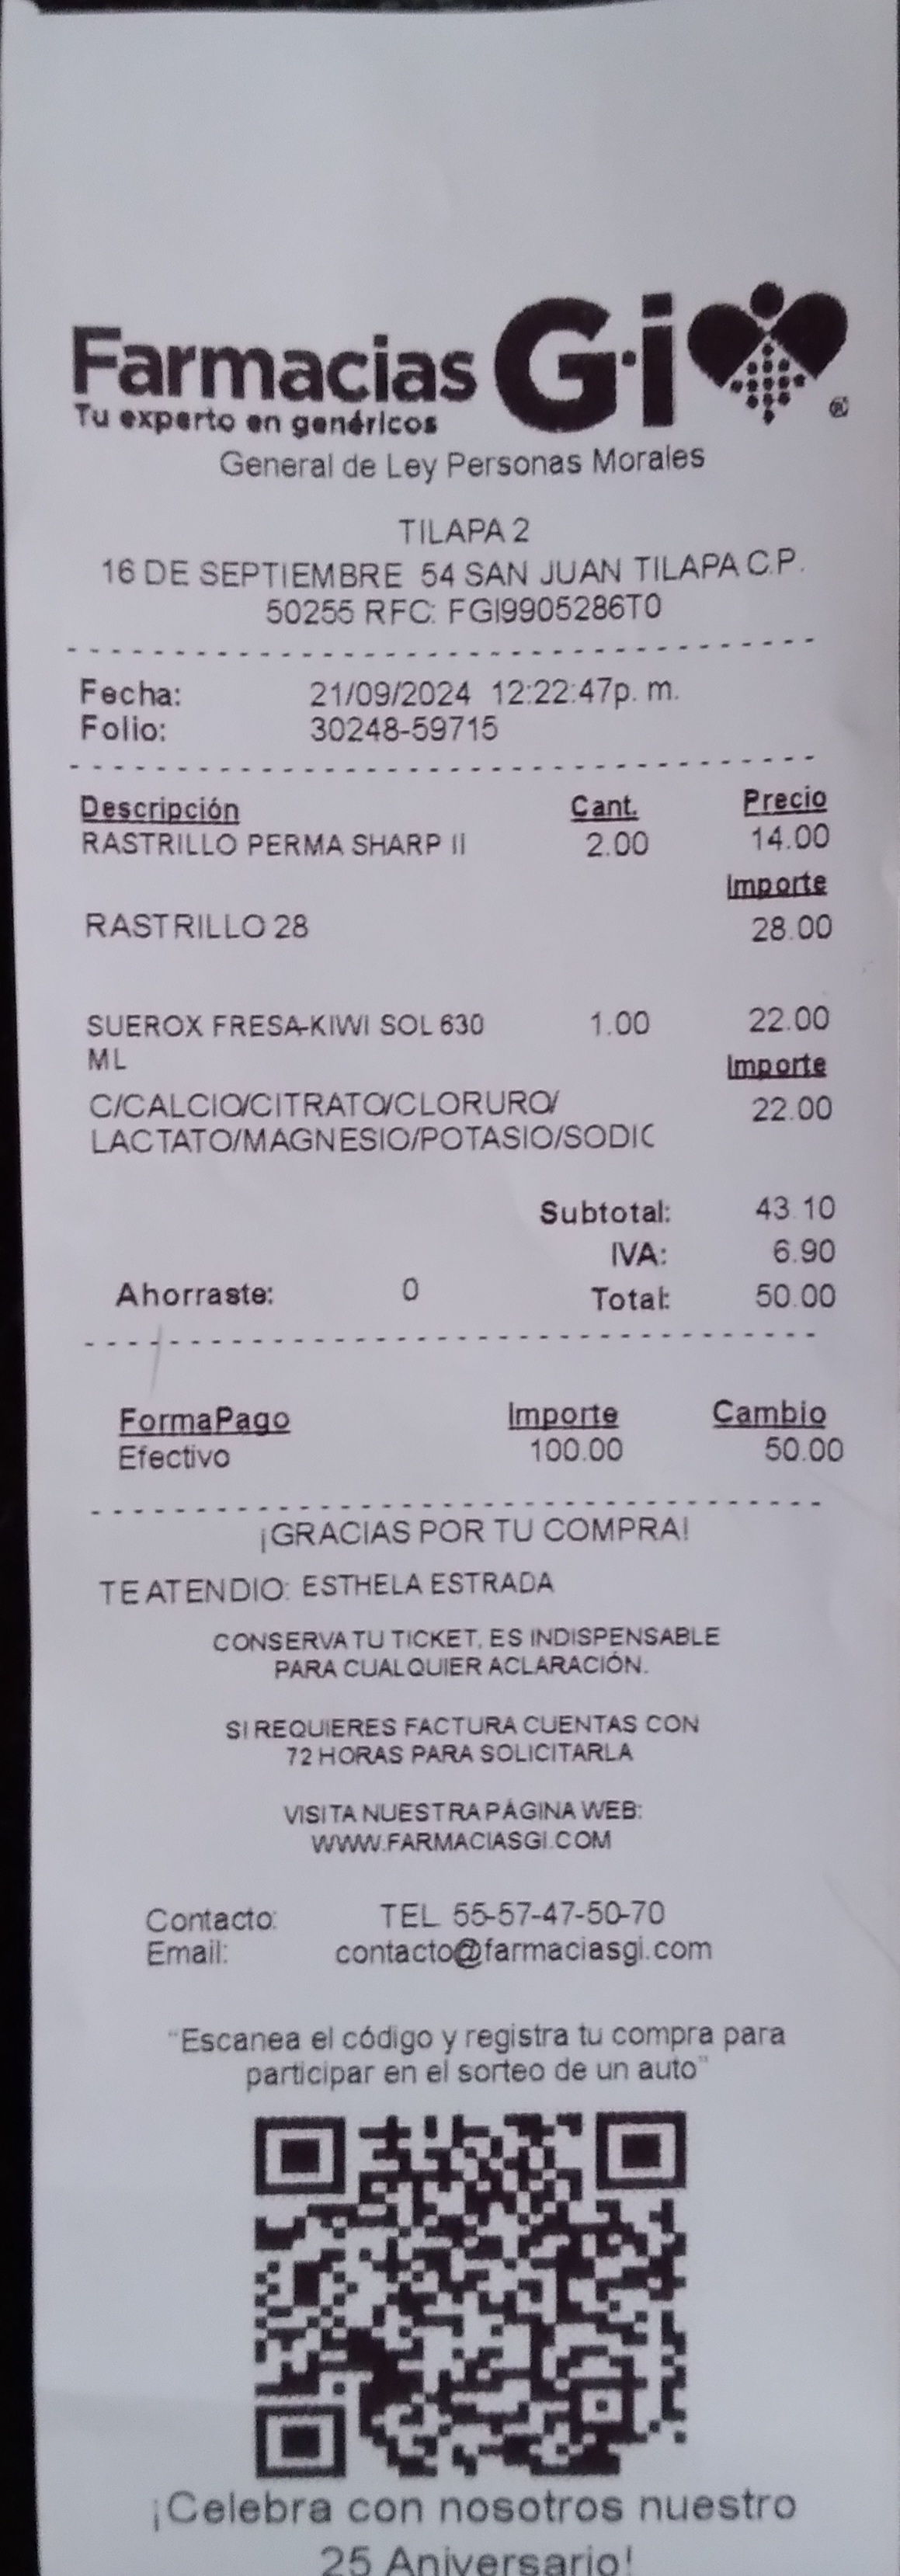 Farmacias G·i ®
Tu experto en genéricos
General de Ley Personas Morales
TILAPA 2
16 DE SEPTIEMBRE 54 SAN JUAN TILAPA C.P.
50255 RFC: FGI9905286T0
Fecha: 21/09/2024 12:22:47p. m.
Folio: 30248-59715
Descripción Cant. Precio
RASTRILLO PERMA SHARP II 2.00 14.00
Importe
RASTRILLO 28 28.00
SUEROX FRESA-KIWI SOL 630 1.00 22.00
ML Importe
C/CALCIO/CITRATO/CLORURO/ 22.00
LACTATO/MAGNESIO/POTASIO/SODIC
Subtotal: 43.10
IVA: 6.90
Ahorraste: 0 Total: 50.00
FormaPago Importe Cambio
Efectivo 100.00 50.00
¡GRACIAS POR TU COMPRA!
TE ATENDIO: ESTHELA ESTRADA
CONSERVA TU TICKET, ES INDISPENSABLE
PARA CUALQUIER ACLARACIÓN.
SI REQUIERES FACTURA CUENTAS CON
72 HORAS PARA SOLICITARLA
VISITA NUESTRA PÁGINA WEB:
WWW.FARMACIASGI.COM
Contacto: TEL 55-57-47-50-70
Email: contacto@farmaciasgi.com
"Escanea el código y registra tu compra para
participar en el sorteo de un auto"
¡Celebra con nosotros nuestro
25 Aniversario!